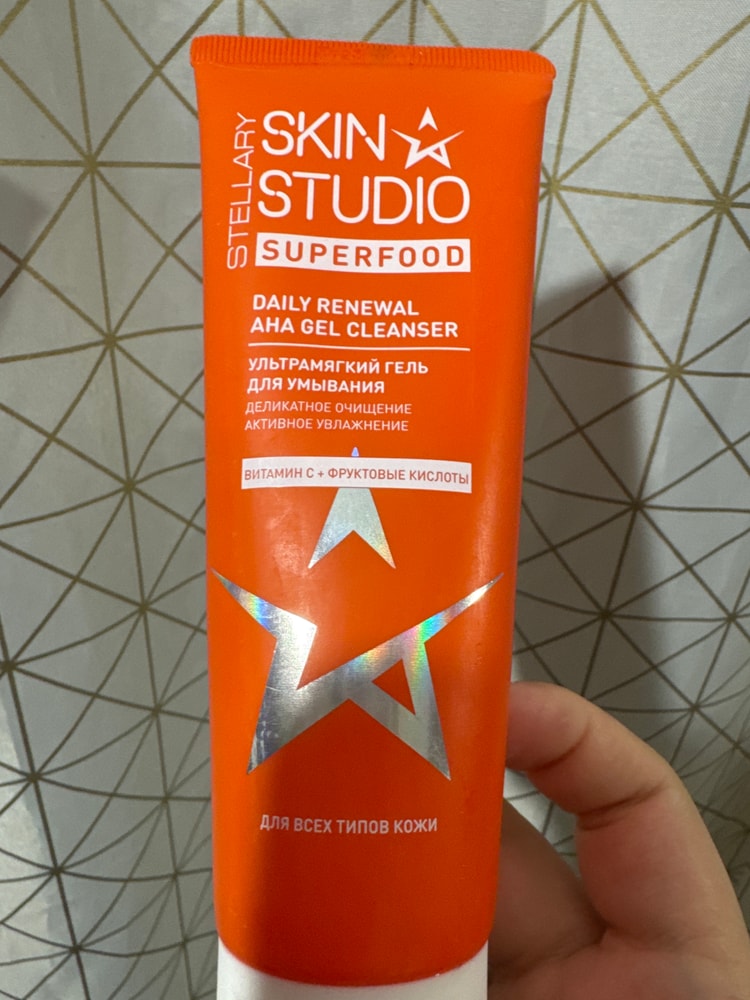 STELLARY
SKIN
STUDIO
SUPERFOOD
DAILY RENEWAL
AHA GEL CLEANSER
УЛЬТРАМЯГКИЙ ГЕЛЬ
ДЛЯ УМЫВАНИЯ
ДЕЛИКАТНОЕ ОЧИЩЕНИЕ
АКТИВНОЕ УВЛАЖНЕНИЕ
ВИТАМИН С + ФРУКТОВЫЕ КИСЛОТЫ
ДЛЯ ВСЕХ ТИПОВ КОЖИ